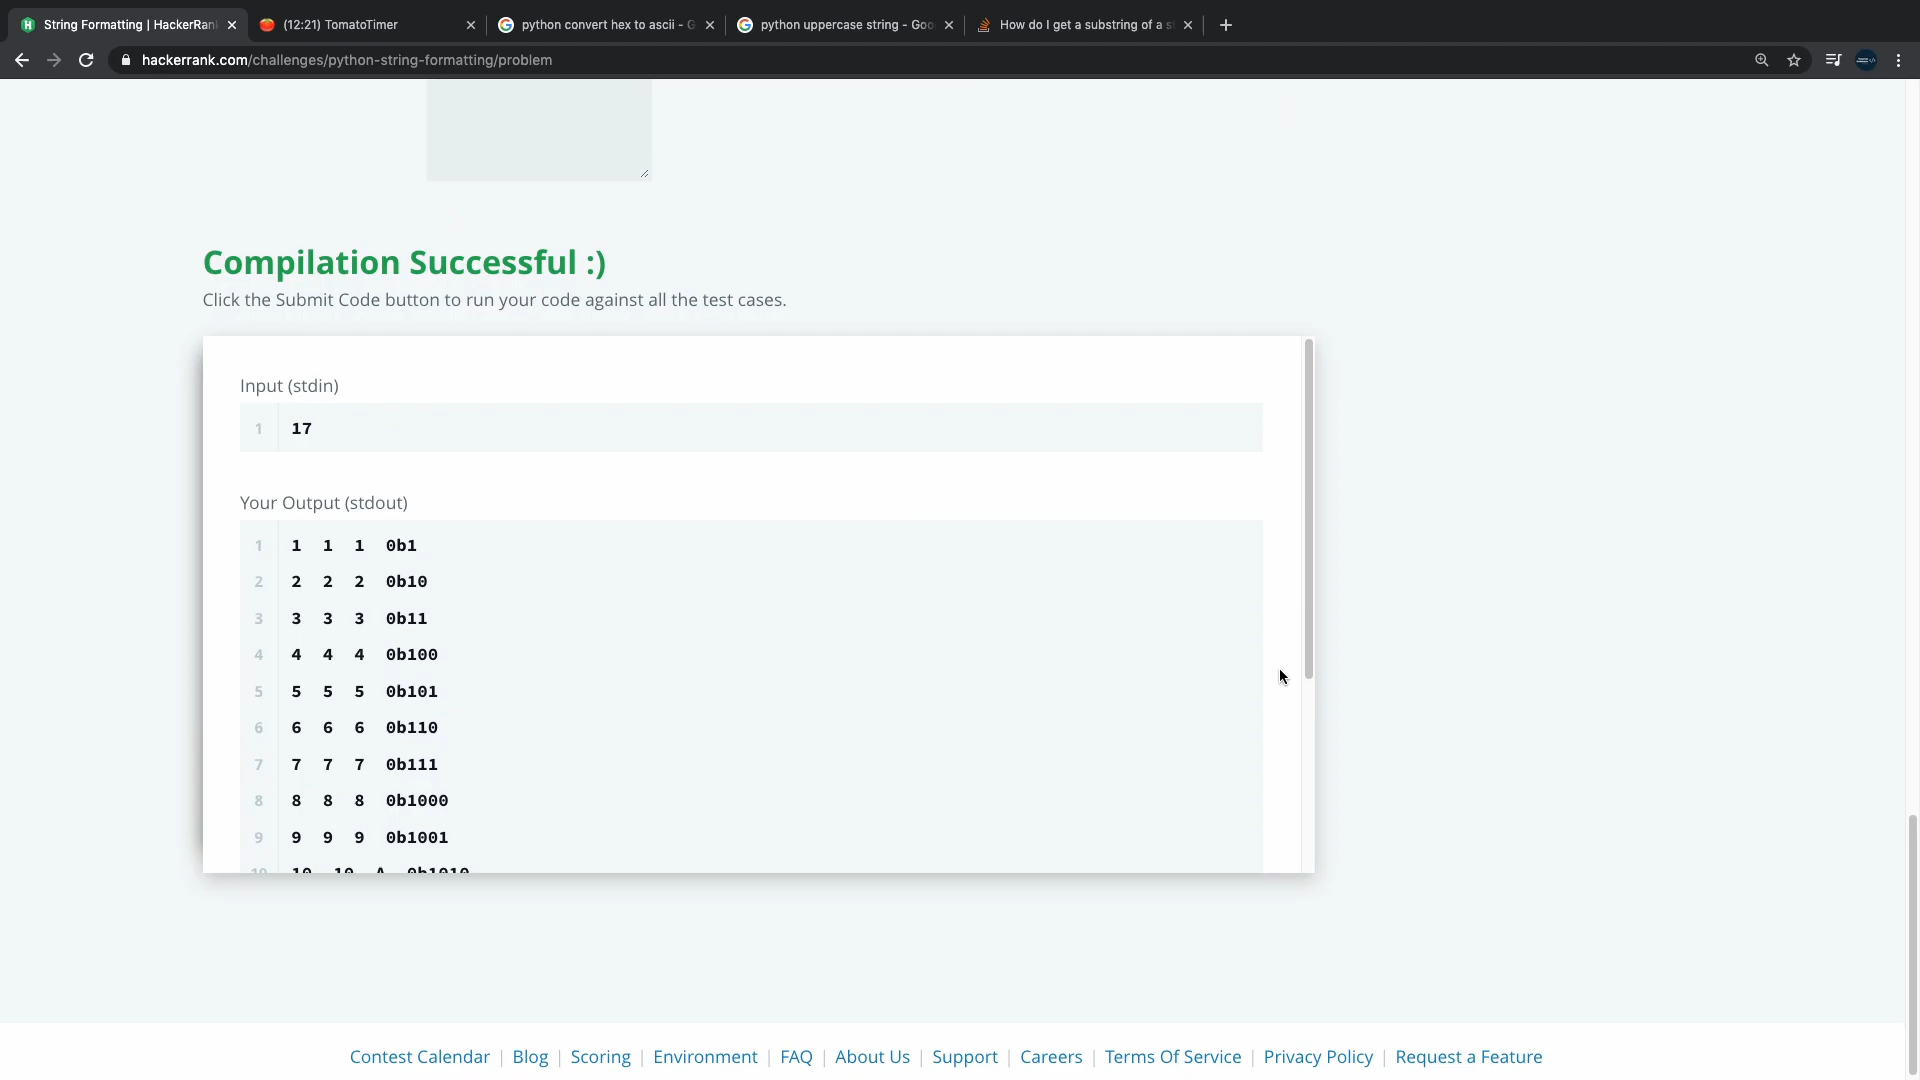 String Formatting | HackerRan
(12:21) TomatoTimer
python convert hex to ascii - G
python uppercase string - Goo
How do I get a substring of a st
hackerrank.com/challenges/python-string-formatting/problem
Compilation Successful :)
Click the Submit Code button to run your code against all the test cases.
Input (stdin)
1 17
Your Output (stdout)
1 1 1 1 0b1
2 2 2 2 0b10
3 3 3 3 0b11
4 4 4 4 0b100
5 5 5 5 0b101
6 6 6 6 0b110
7 7 7 7 0b111
8 8 8 8 0b1000
9 9 9 9 0b1001
10 10 10 A 0b1010
Contest Calendar | Blog | Scoring | Environment | FAQ | About Us | Support | Careers | Terms Of Service | Privacy Policy | Request a Feature